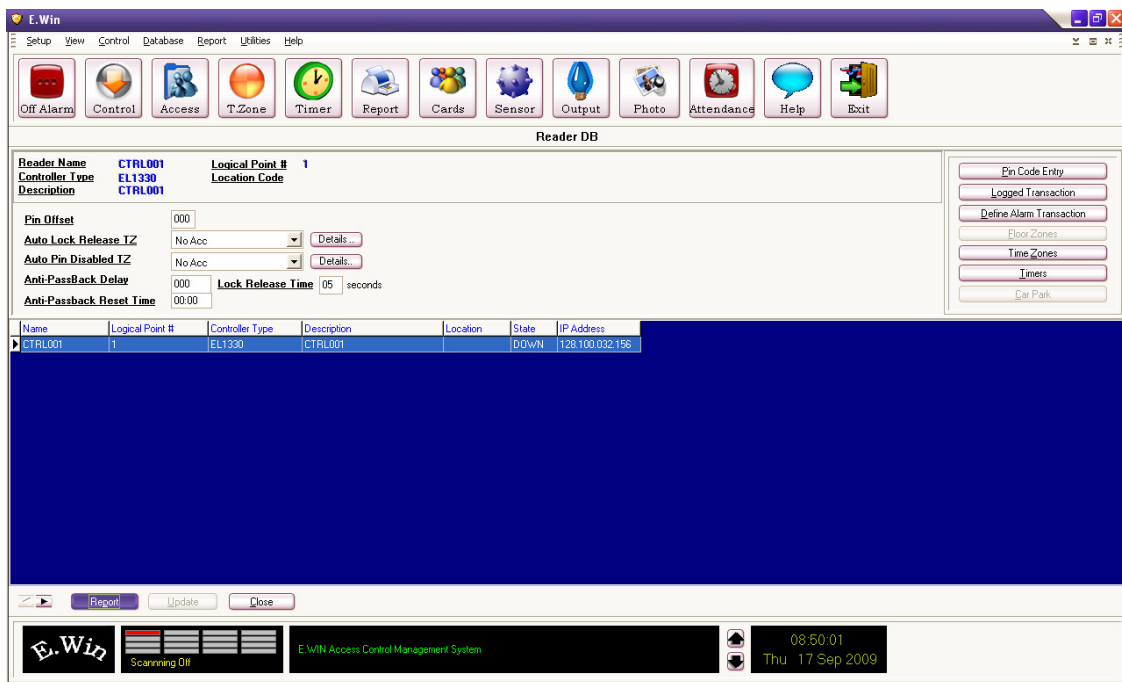 E.Win
Setup View Control Database Report Utilities Help
Off Alarm Control Access T.Zone Timer Report Cards Sensor Output Photo Attendance Help Exit
Reader DB
Reader Name CTRL001 Logical Point # 1
Controller Type EL1330 Location Code
Description CTRL001
Pin Code Entry
Logged Transaction
Define Alarm Transaction
Floor Zones
Time Zones
Timers
Car Park
Pin Offset 000
Auto Lock Release TZ No Acc Details ..
Auto Pin Disabled TZ No Acc Details..
Anti-PassBack Delay 000 Lock Release Time 05 seconds
Anti-Passback Reset Time 00:00
Name Logical Point # Controller Type Description Location State IP Address
CTRL001 1 EL1330 CTRL001 DOWN 128.100.032.156
Report Update Close
E.Win
Scannning Off
E.WIN Access Control Management System
08:50:01
Thu 17 Sep 2009